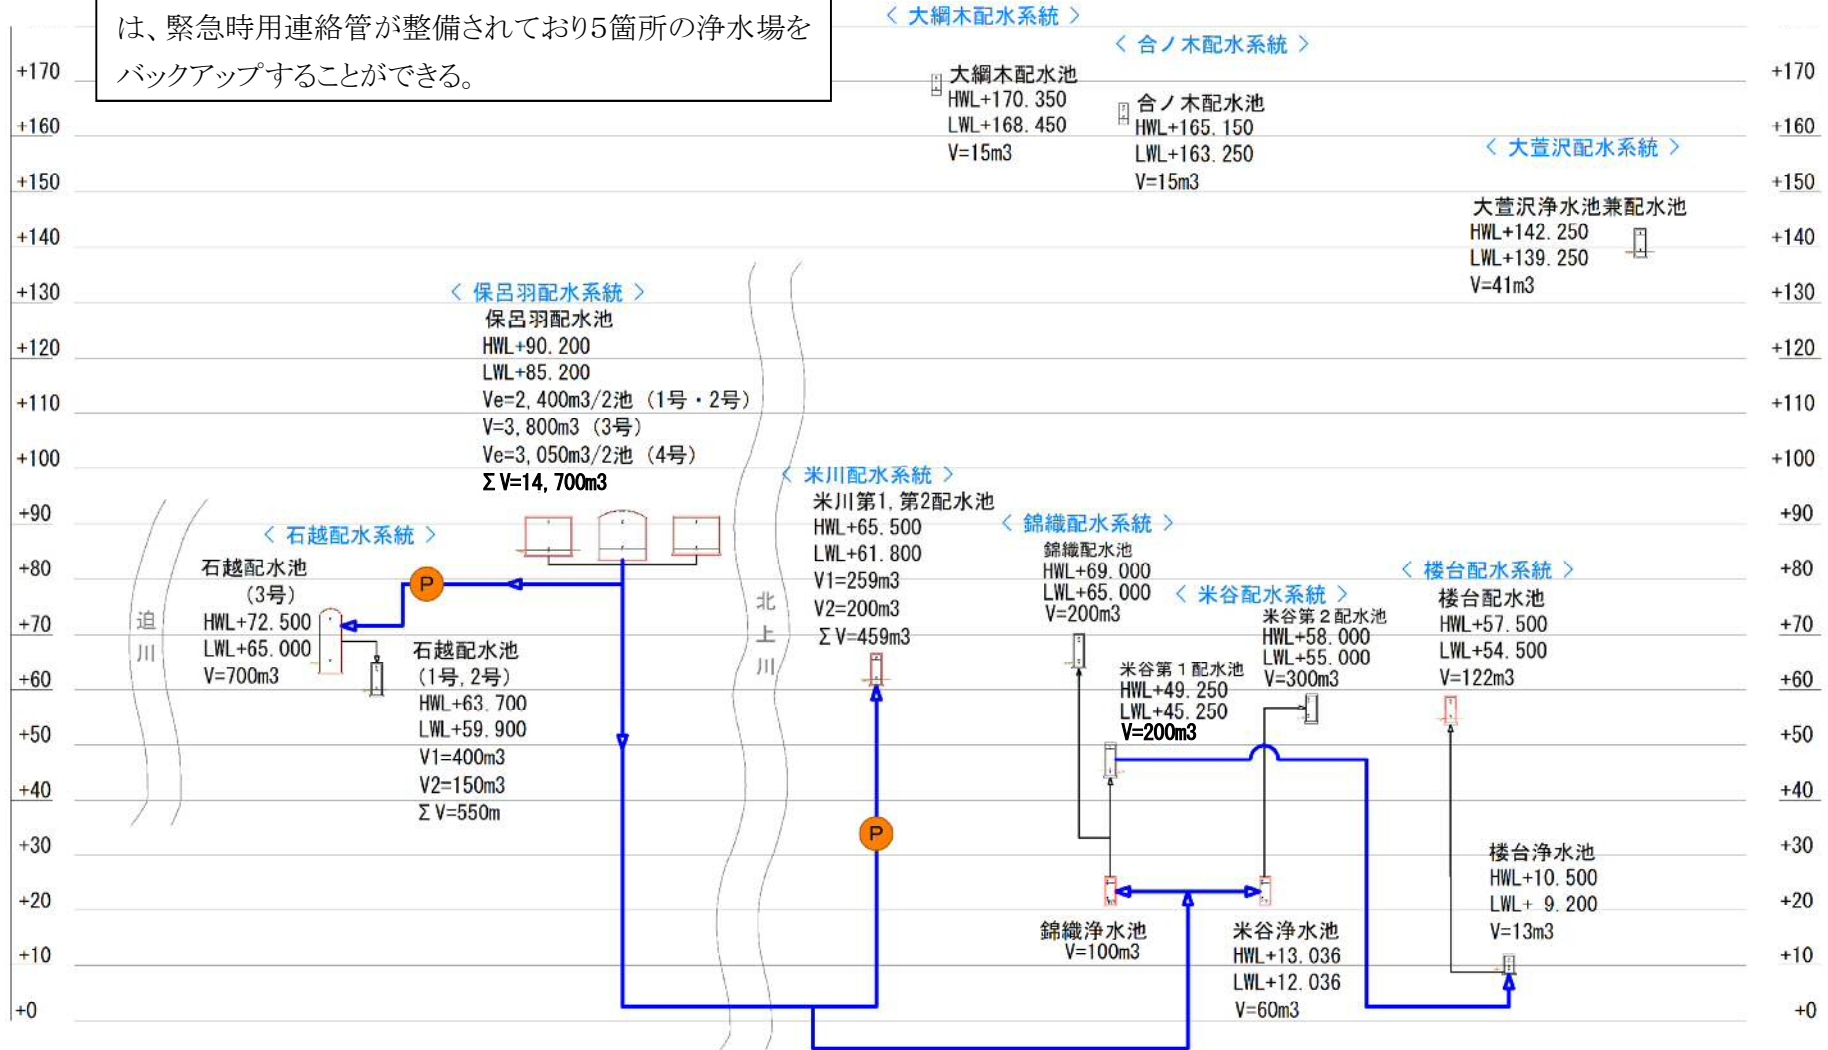 は、緊急時用連絡管が整備されており5箇所の浄水場を
バックアップすることができる。
+170
+160
+150
+140
+130
+120
+110
+100
+90
+80
+70
+60
+50
+40
+30
+20
+10
+0
迫川
〈 石越配水系統 〉
石越配水池
(3号)
HWL+72.500
LWL+65.000
V=700m3
P
石越配水池
(1号,2号)
HWL+63.700
LWL+59.900
V1=400m3
V2=150m3
ΣV=550m
〈 保呂羽配水系統 〉
保呂羽配水池
HWL+90.200
LWL+85.200
Ve=2,400m3/2池 (1号・2号)
V=3,800m3 (3号)
Ve=3,050m3/2池 (4号)
ΣV=14,700m3
北上川
〈 米川配水系統 〉
米川第1,第2配水池
HWL+65.500
LWL+61.800
V1=259m3
V2=200m3
ΣV=459m3
P
〈 大綱木配水系統 〉
大綱木配水池
HWL+170.350
LWL+168.450
V=15m3
〈 合ノ木配水系統 〉
合ノ木配水池
HWL+165.150
LWL+163.250
V=15m3
〈 大萱沢配水系統 〉
大萱沢浄水池兼配水池
HWL+142.250
LWL+139.250
V=41m3
〈 錦織配水系統 〉
錦織配水池
HWL+69.000
LWL+65.000
V=200m3
〈 米谷配水系統 〉
米谷第2配水池
HWL+58.000
LWL+55.000
V=300m3
米谷第1配水池
HWL+49.250
LWL+45.250
V=200m3
〈 楼台配水系統 〉
楼台配水池
HWL+57.500
LWL+54.500
V=122m3
錦織浄水池
V=100m3
米谷浄水池
HWL+13.036
LWL+12.036
V=60m3
楼台浄水池
HWL+10.500
LWL+ 9.200
V=13m3
+170
+160
+150
+140
+130
+120
+110
+100
+90
+80
+70
+60
+50
+40
+30
+20
+10
+0